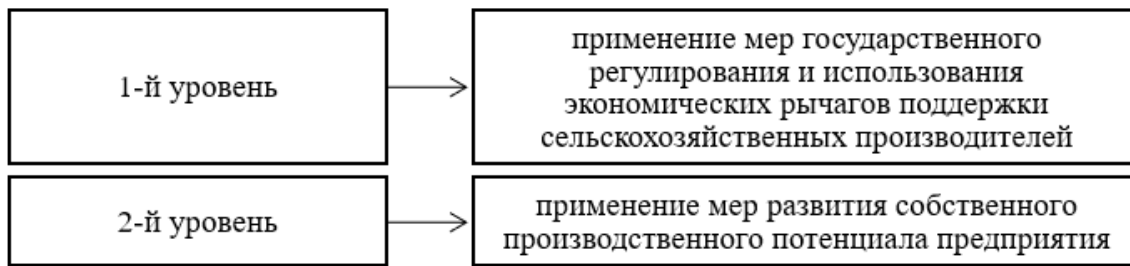 1-й уровень
применение мер государственного
регулирования и использования
экономических рычагов поддержки
сельскохозяйственных производителей
2-й уровень
применение мер развития собственного
производственного потенциала предприятия